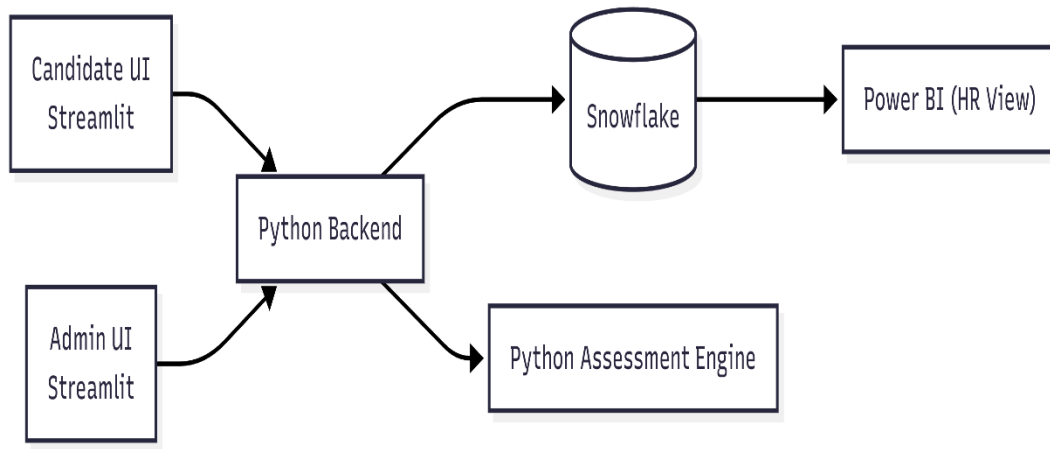 Candidate UI
Streamlit
Snowflake
Power BI (HR View)
Python Backend
Admin UI
Streamlit
Python Assessment Engine